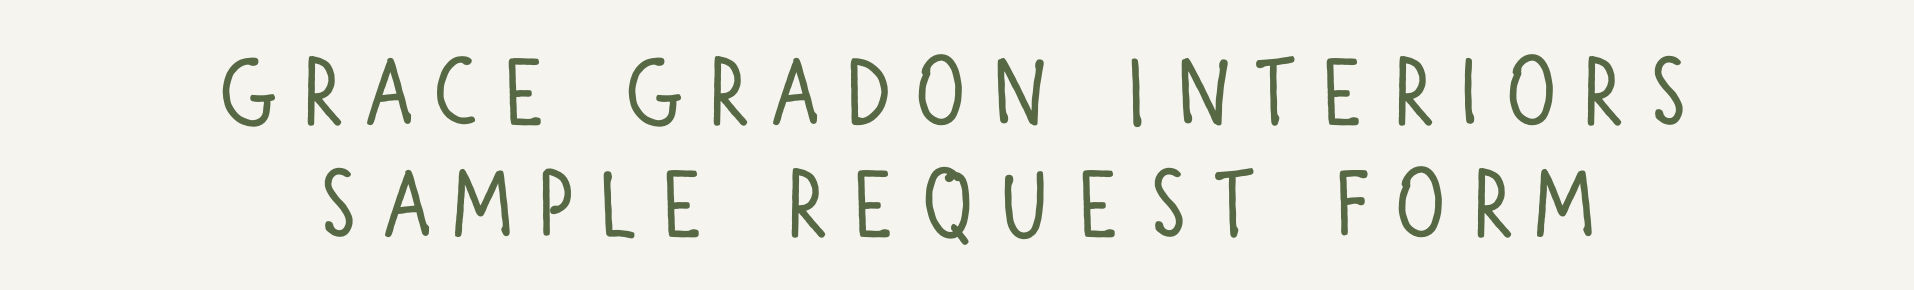 GRACE GRADON INTERIORS
SAMPLE REQUEST FORM